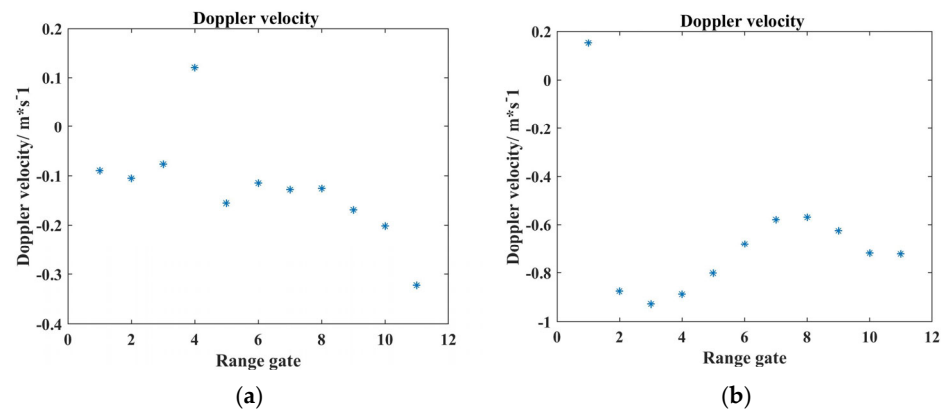 Doppler velocity
0.2
0.1
0
-0.1
-0.2
-0.3
-0.4
Doppler velocity/ m*s-1
0 2 4 6 8 10 12
Range gate
(a)
Doppler velocity
0.2
0
-0.2
-0.4
-0.6
-0.8
-1
Doppler velocity/ m*s-1
0 2 4 6 8 10 12
Range gate
(b)